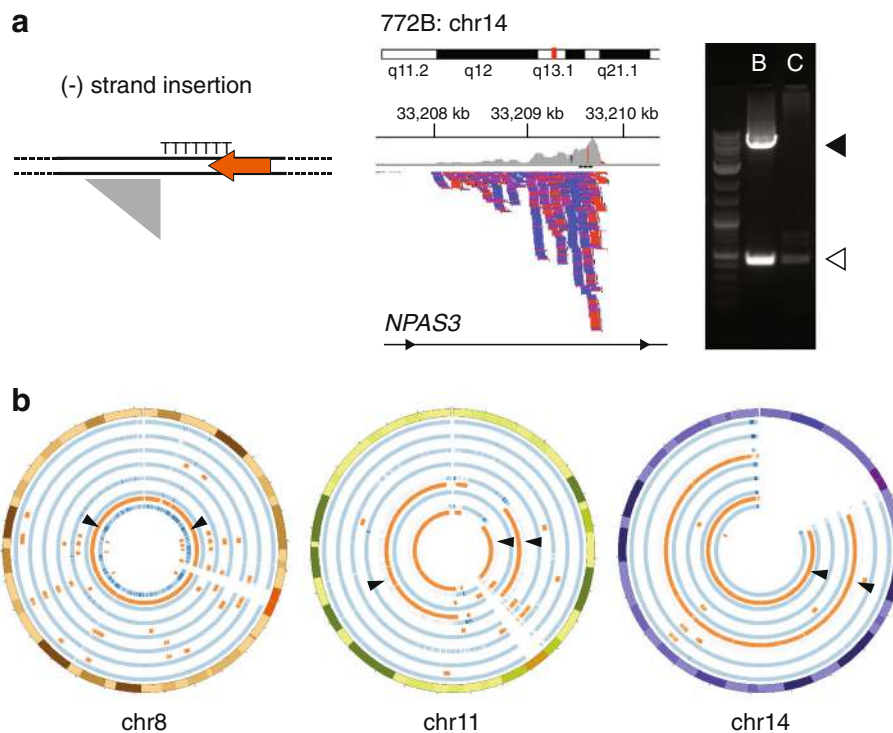 a
772B: chr14
(-) strand insertion
TTTTTTT
q11.2 q12 q13.1 q21.1
33,208 kb 33,209 kb 33,210 kb
NPAS3
B C
b
chr8 chr11 chr14